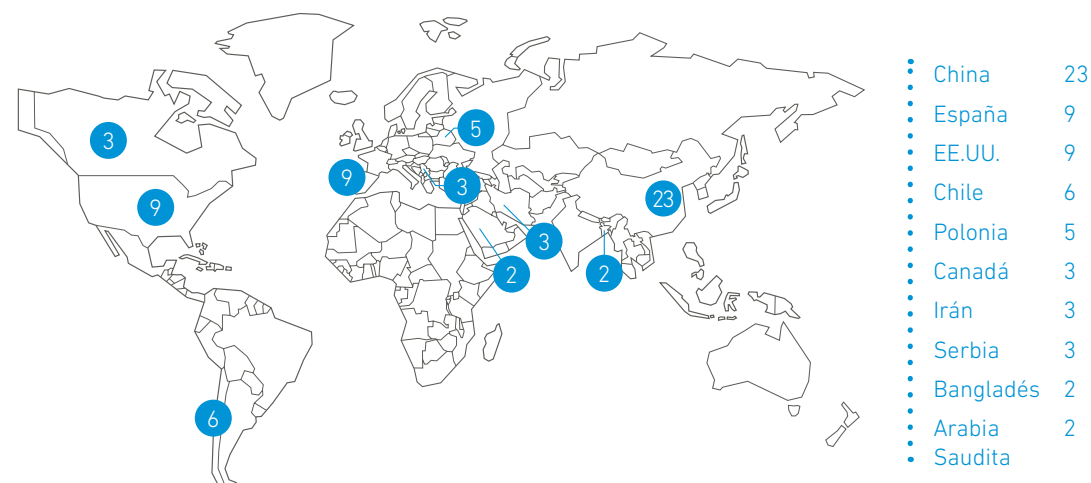 3
9
6
9
5
3
3
2
2
23
China 23
España 9
EE.UU. 9
Chile 6
Polonia 5
Canadá 3
Irán 3
Serbia 3
Bangladés 2
Arabia 2
Saudita